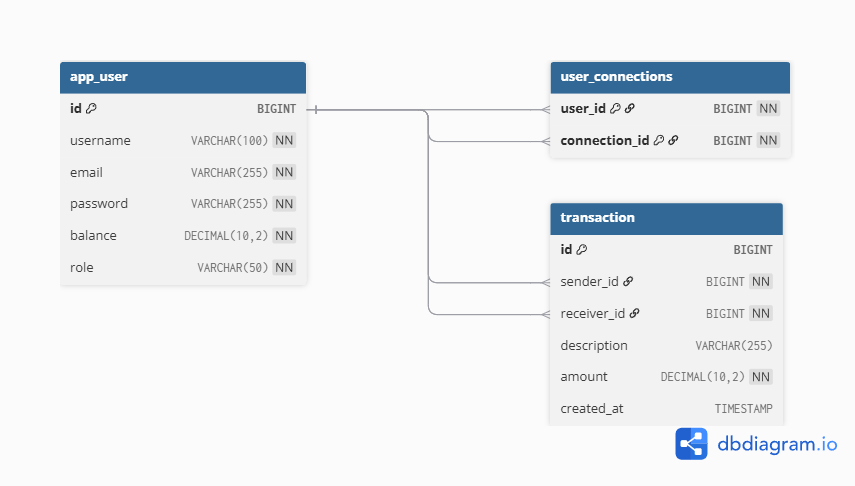 app_user
id BIGINT
username VARCHAR(100) NN
email VARCHAR(255) NN
password VARCHAR(255) NN
balance DECIMAL(10,2) NN
role VARCHAR(50) NN
user_connections
user_id BIGINT NN
connection_id BIGINT NN
transaction
id BIGINT
sender_id BIGINT NN
receiver_id BIGINT NN
description VARCHAR(255)
amount DECIMAL(10,2) NN
created_at TIMESTAMP
dbdiagram.io